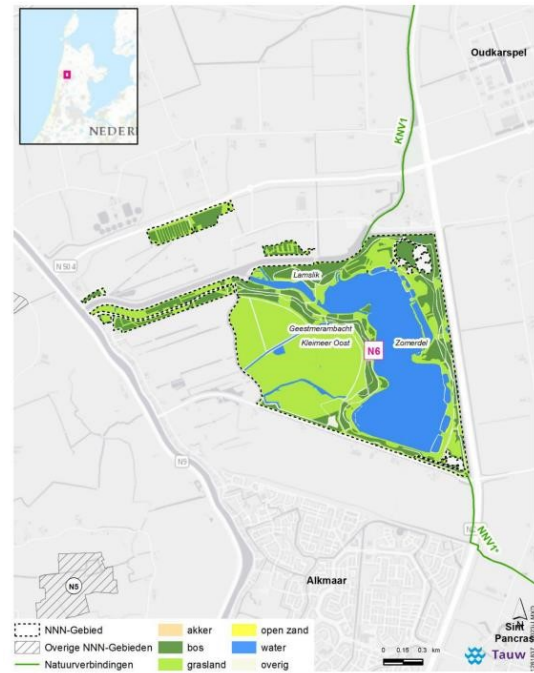 NEDER
Oudkarspel
KNV1
N 504
Lamslik
Geestmerambacht
Kleimeer Oost
N6
Zomerdel
N9
NNV1*
N5
Alkmaar
Sint
Pancras
NNN-Gebied
Overige NNN-Gebieden
Natuurverbindingen
akker
bos
grasland
open zand
water
overig
0 0.15 0.3 km
N
Tauw